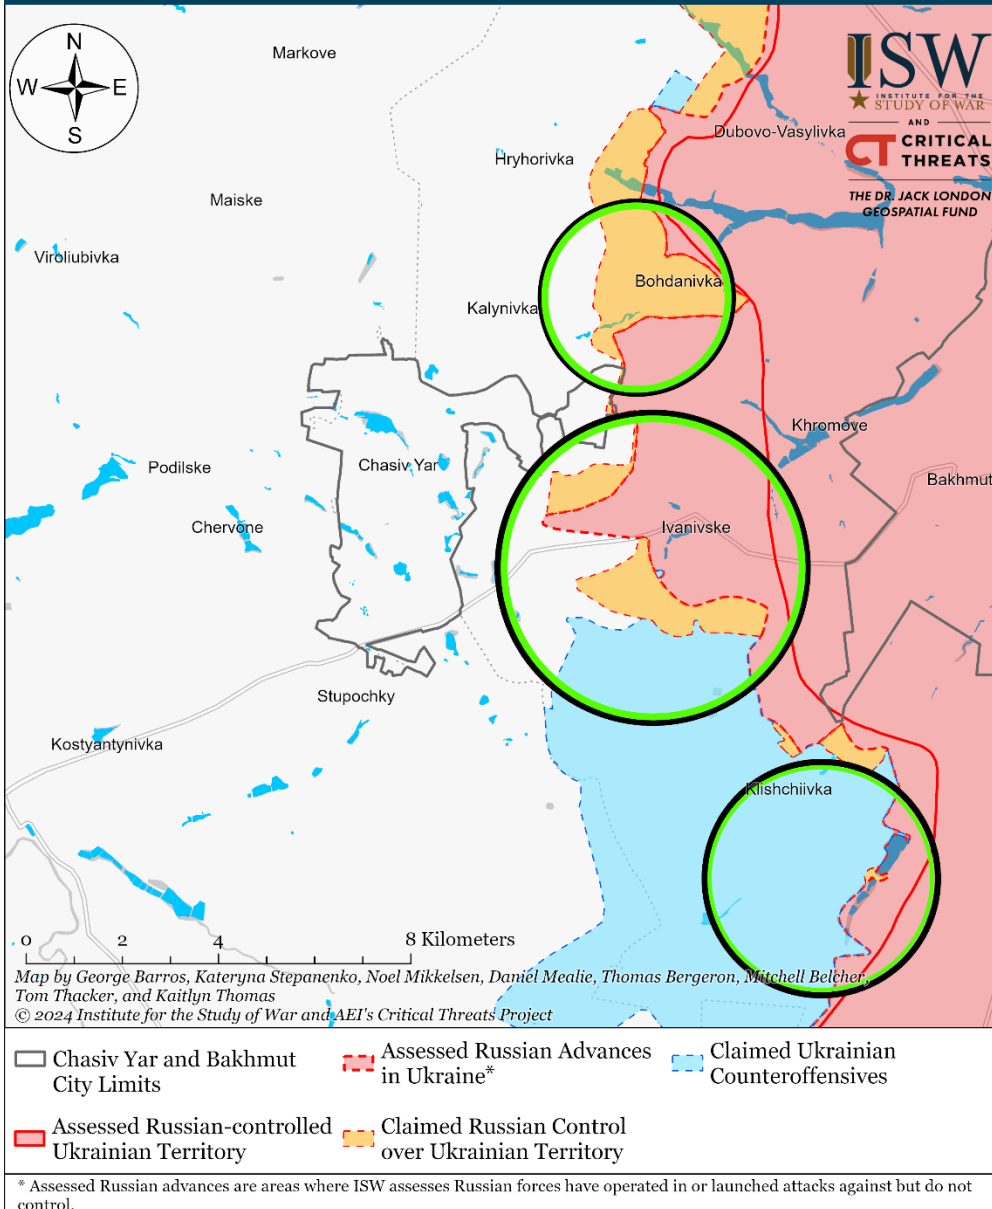 N
W
E
S
Markove
ISW
INSTITUTE FOR THE
STUDY OF WAR
AND
CT CRITICAL
THREATS
THE DR. JACK LONDON
GEOSPATIAL FUND
Dubovo-Vasylivka
Hryhorivka
Maiske
Viroliubivka
Bohdanivka
Kalynivka
Khromove
Podilske
Chasiv Yar
Bakhmut
Chervone
Ivanivske
Stupochky
Kostyantynivka
Klishchiivka
0 2 4 8 Kilometers
Map by George Barros, Kateryna Stepanenko, Noel Mikkelsen, Daniel Mealie, Thomas Bergeron, Mitchell Belcher,
Tom Thacker, and Kaitlyn Thomas
© 2024 Institute for the Study of War and AEI's Critical Threats Project
Chasiv Yar and Bakhmut
City Limits
Assessed Russian Advances
in Ukraine*
Claimed Ukrainian
Counteroffensives
Assessed Russian-controlled
Ukrainian Territory
Claimed Russian Control
over Ukrainian Territory
* Assessed Russian advances are areas where ISW assesses Russian forces have operated in or launched attacks against but do not
control.